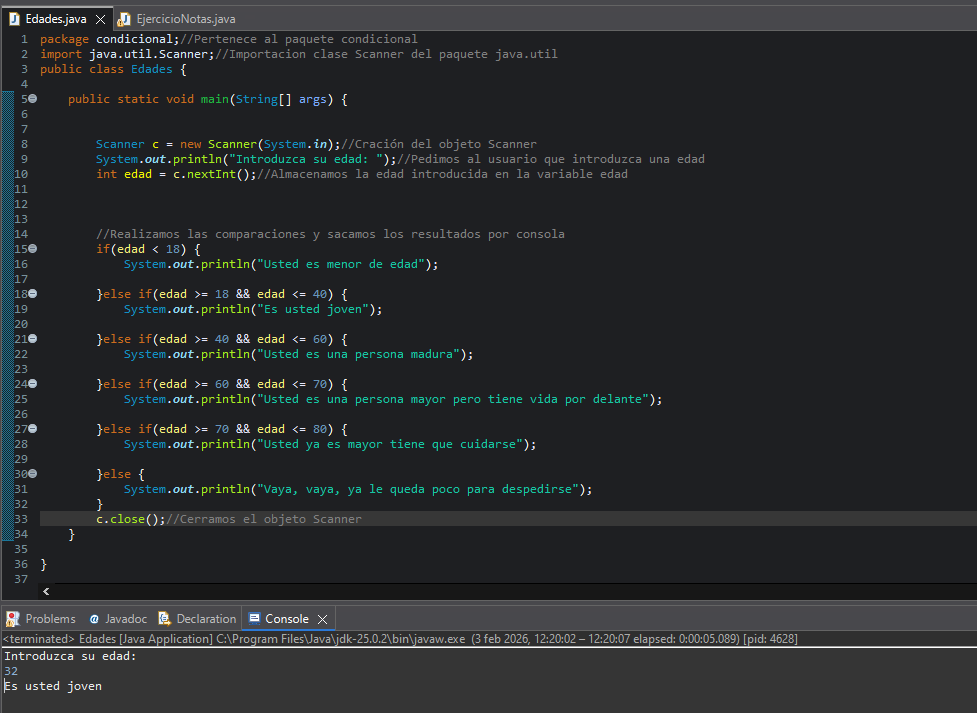 Edades.java EjercicioNotas.java
1 package condicional;//Pertenece al paquete condicional
2 import java.util.Scanner;//Importacion clase Scanner del paquete java.util
3 public class Edades {
4
5 public static void main(String[] args) {
6
7
8 Scanner c = new Scanner(System.in);//Cración del objeto Scanner
9 System.out.println("Introduzca su edad: ");//Pedimos al usuario que introduzca una edad
10 int edad = c.nextInt();//Almacenamos la edad introducida en la variable edad
11
12
13
14 //Realizamos las comparaciones y sacamos los resultados por consola
15 if(edad < 18) {
16 System.out.println("Usted es menor de edad");
17
18 }else if(edad >= 18 && edad <= 40) {
19 System.out.println("Es usted joven");
20
21 }else if(edad >= 40 && edad <= 60) {
22 System.out.println("Usted es una persona madura");
23
24 }else if(edad >= 60 && edad <= 70) {
25 System.out.println("Usted es una persona mayor pero tiene vida por delante");
26
27 }else if(edad >= 70 && edad <= 80) {
28 System.out.println("Usted ya es mayor tiene que cuidarse");
29
30 }else {
31 System.out.println("Vaya, vaya, ya le queda poco para despedirse");
32 }
33 c.close();//Cerramos el objeto Scanner
34 }
35
36 }
37
Problems Javadoc Declaration Console
<terminated> Edades [Java Application] C:\Program Files\Java\jdk-25.0.2\bin\javaw.exe (3 feb 2026, 12:20:02 – 12:20:07 elapsed: 0:00:05.089) [pid: 4628]
Introduzca su edad:
32
Es usted joven